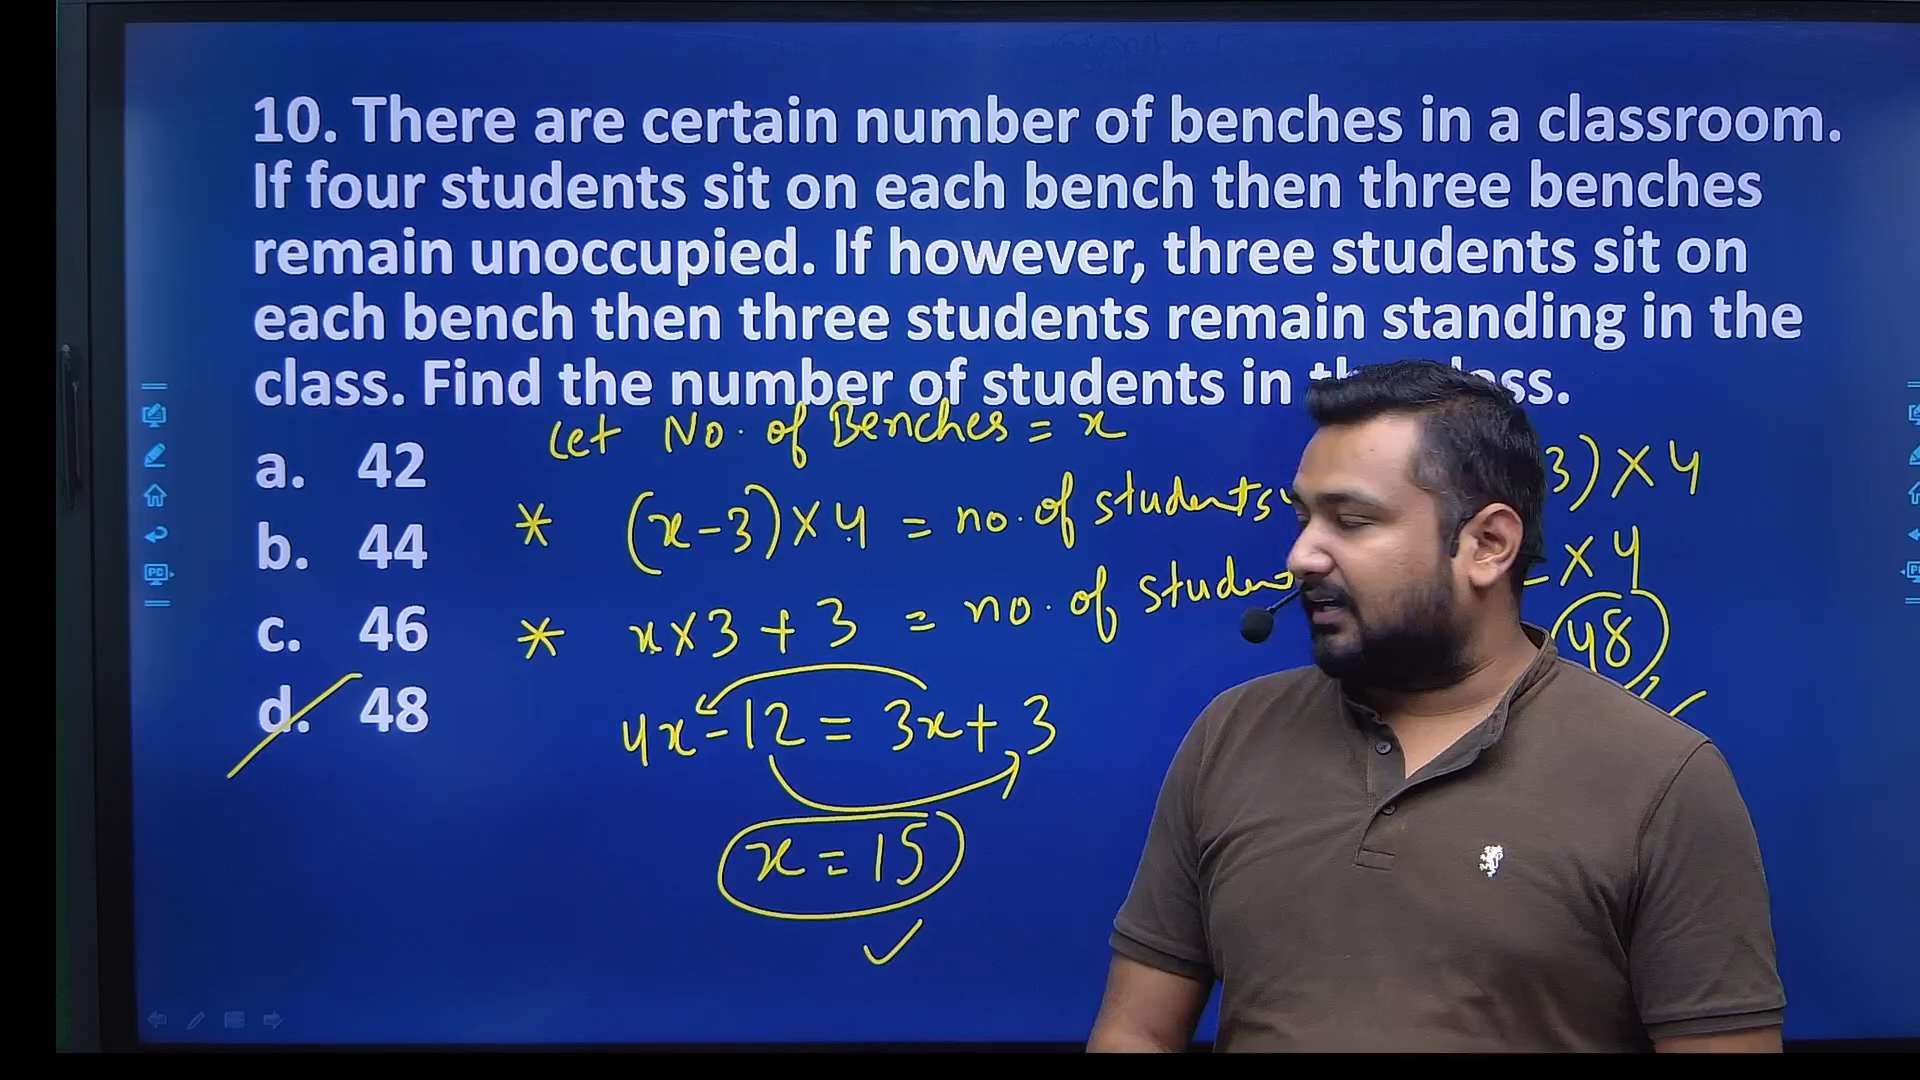 10. There are certain number of benches in a classroom.
If four students sit on each bench then three benches
remain unoccupied. If however, three students sit on
each bench then three students remain standing in the
class. Find the number of students in
Let No. of Benches = x
a. 42
* (x-3)×4 = no. of students
3)×4
b. 44
×4
* x×3+3 = no. of
c. 46
48
d. 48
4x-12 = 3x+3
x = 15